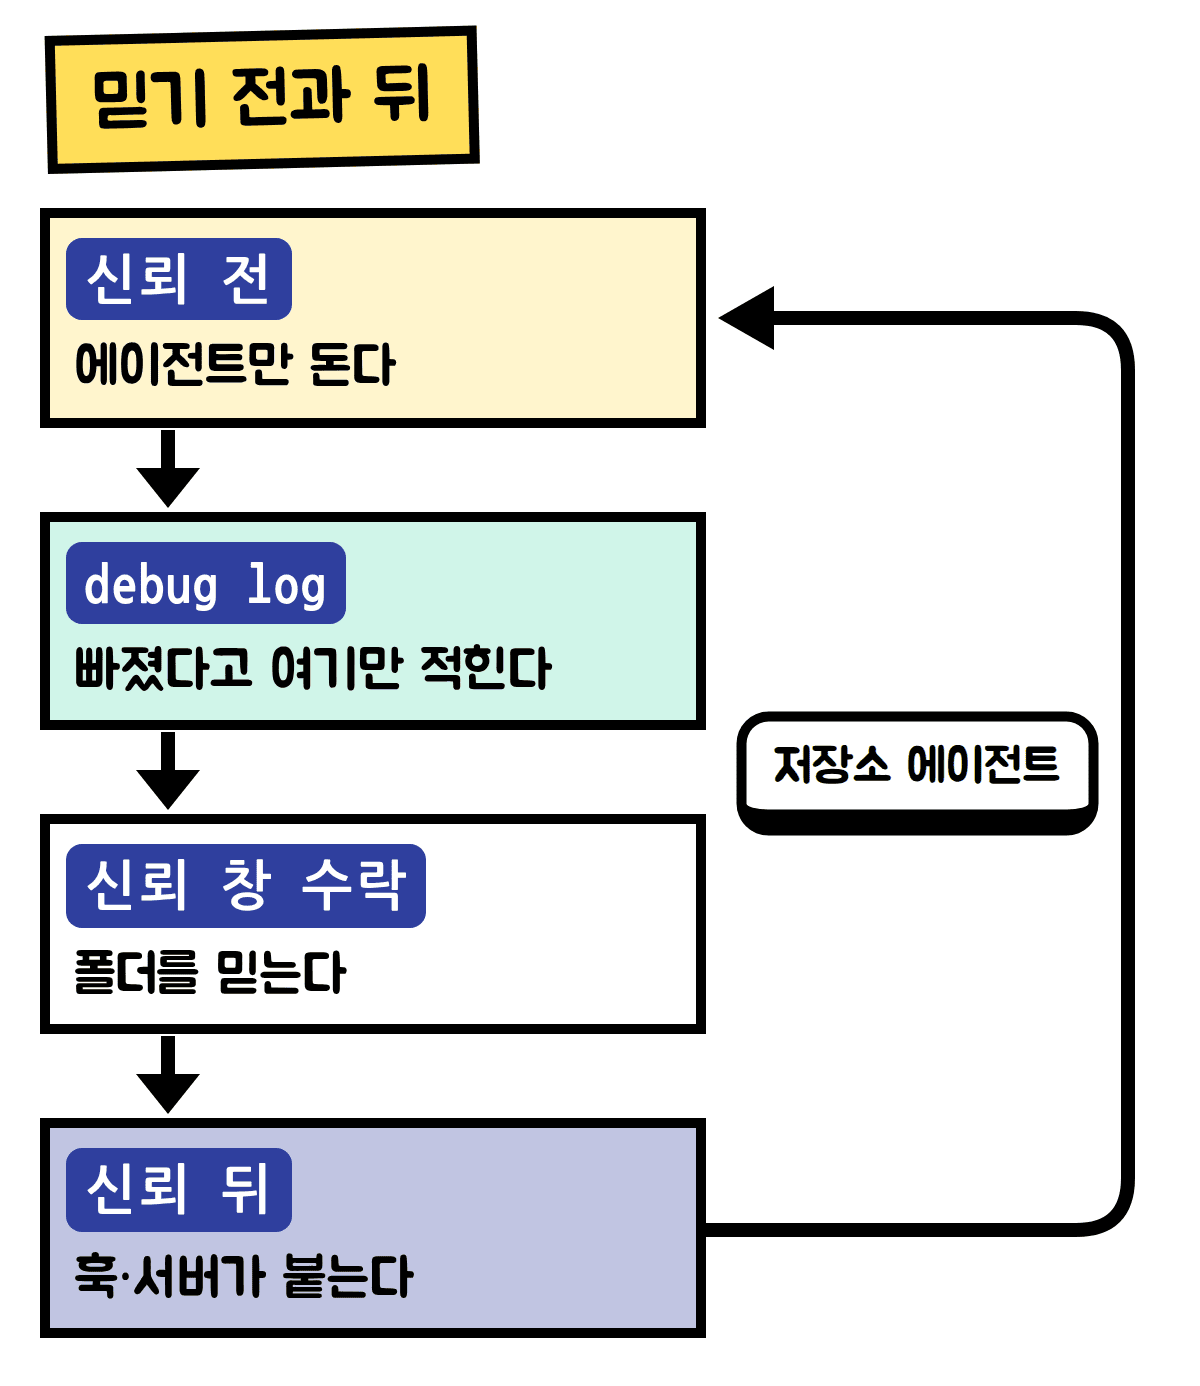 믿기 전과 뒤
신뢰 전
에이전트만 돈다
debug log
빠졌다고 여기만 적힌다
저장소 에이전트
신뢰 창 수락
폴더를 믿는다
신뢰 뒤
훅·서버가 붙는다